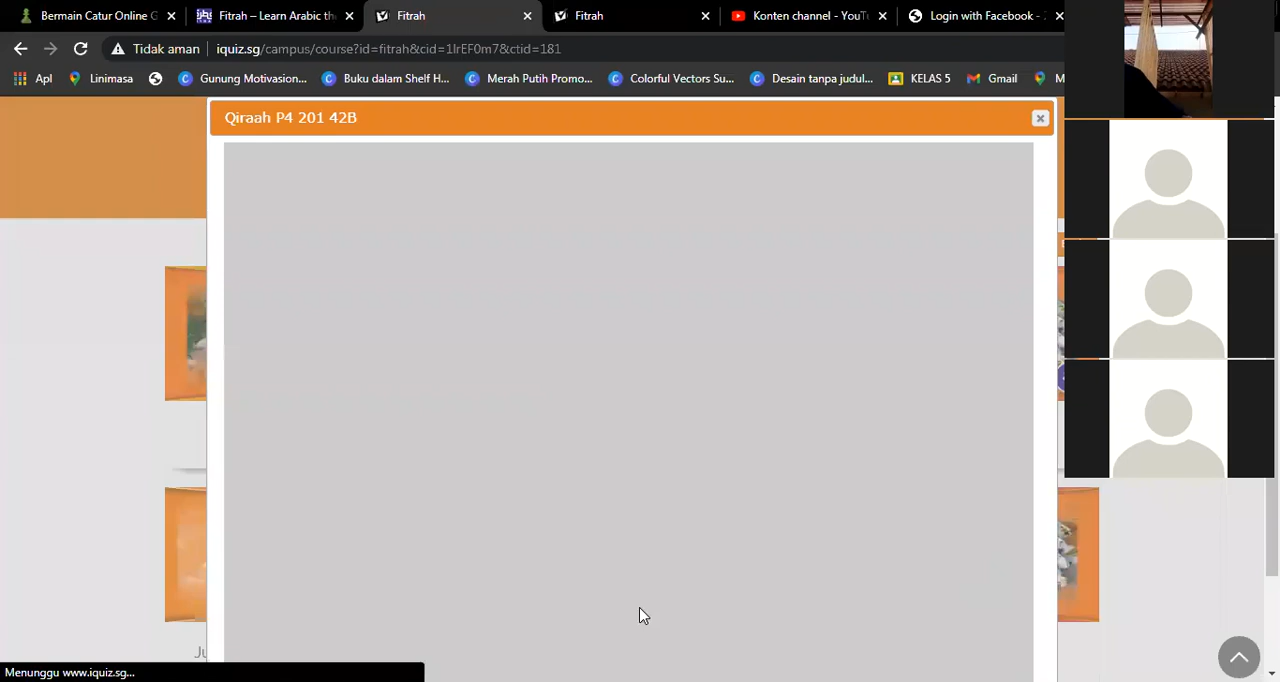 Bermain Catur Online G
Fitrah – Learn Arabic th
Fitrah
Fitrah
Konten channel - YouT
Login with Facebook -
Tidak aman
iquiz.sg/campus/course?id=fitrah&cid=1lrEF0m7&ctid=181
Apl
Linimasa
Gunung Motivasion...
Buku dalam Shelf H...
Merah Putih Promo...
Colorful Vectors Su...
Desain tanpa judul...
KELAS 5
Gmail
M
Qiraah P4 201 42B
Ju
Menunggu www.iquiz.sg...